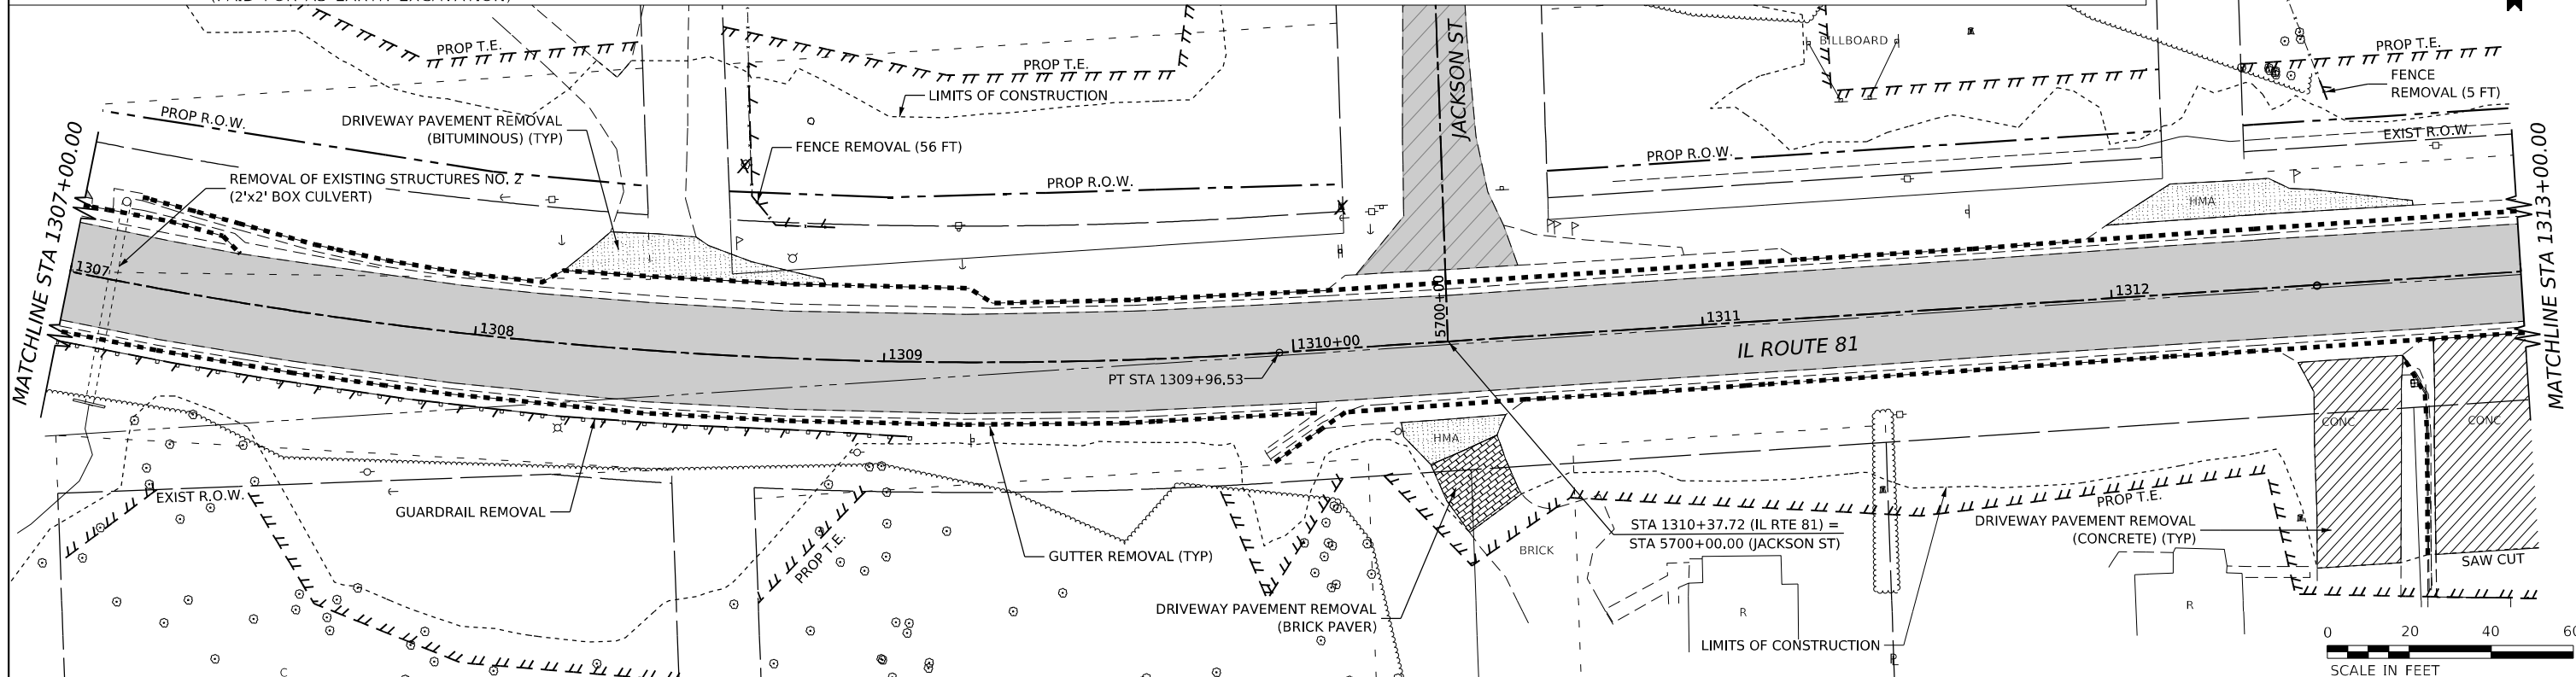 PROP T.E.
PROP T.E.
LIMITS OF CONSTRUCTION
JACKSON ST
BILLBOARD
PROP T.E.
FENCE
REMOVAL (5 FT)
PROP R.O.W.
DRIVEWAY PAVEMENT REMOVAL
(BITUMINOUS) (TYP)
FENCE REMOVAL (56 FT)
PROP R.O.W.
PROP R.O.W.
EXIST R.O.W.
MATCHLINE STA 1307+00.00
REMOVAL OF EXISTING STRUCTURES NO. 2
(2'x2' BOX CULVERT)
HMA
MATCHLINE STA 1313+00.00
1307
1308
1309
1310+00
5700+00
1311
1312
IL ROUTE 81
PT STA 1309+96.53
HMA
CONC
CONC
EXIST R.O.W.
GUARDRAIL REMOVAL
PROP T.E.
GUTTER REMOVAL (TYP)
STA 1310+37.72 (IL RTE 81) =
STA 5700+00.00 (JACKSON ST)
BRICK
PROP T.E.
DRIVEWAY PAVEMENT REMOVAL
(CONCRETE) (TYP)
SAW CUT
DRIVEWAY PAVEMENT REMOVAL
(BRICK PAVER)
R
R
LIMITS OF CONSTRUCTION
C
0 20 40 60
SCALE IN FEET